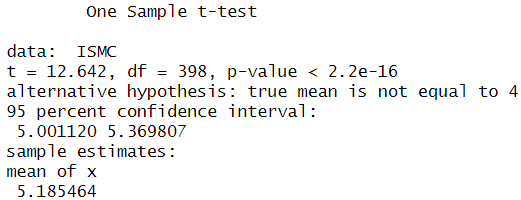 One Sample t-test
data:  ISMC
t = 12.642, df = 398, p-value < 2.2e-16
alternative hypothesis: true mean is not equal to 4
95 percent confidence interval:
5.001120 5.369807
sample estimates:
mean of x
5.185464